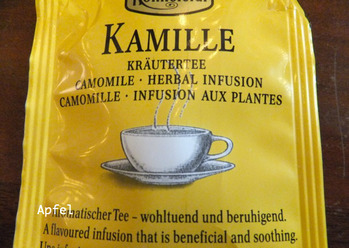 KAMILLE
KRÄUTERTEE
CAMOMILE · HERBAL INFUSION
CAMOMILLE · INFUSION AUX PLANTES
Apfel
Tee – wohltuend und beruhigend.
A flavoured infusion that is beneficial and soothing.